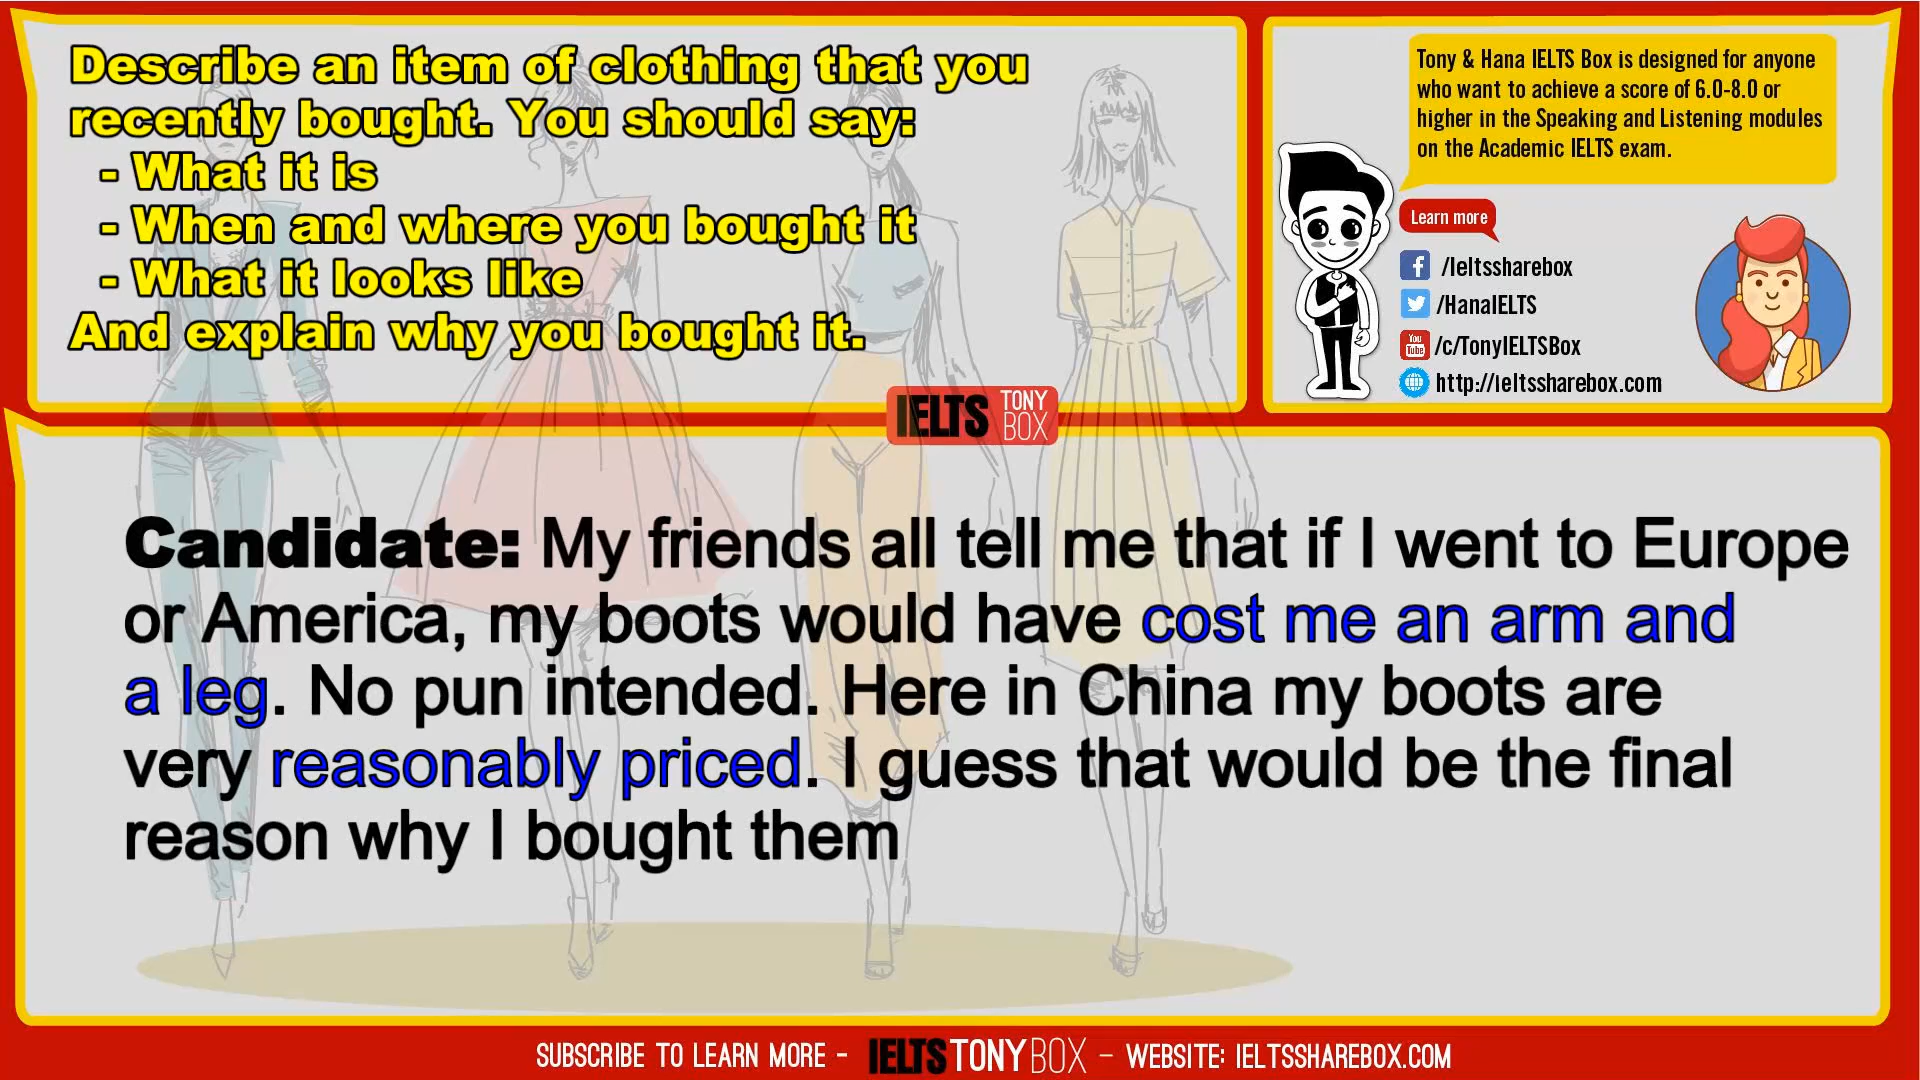 Describe an item of clothing that you
recently bought. You should say:
- What it is
- When and where you bought it
- What it looks like
And explain why you bought it.
Tony & Hana IELTS Box is designed for anyone
who want to achieve a score of 6.0-8.0 or
higher in the Speaking and Listening modules
on the Academic IELTS exam.
Learn more
/Ieltssharebox
/HanaIELTS
You
Tube
/c/TonyIELTSBox
http://ieltssharebox.com
IELTS TONY
BOX
Candidate: My friends all tell me that if I went to Europe
or America, my boots would have cost me an arm and
a leg. No pun intended. Here in China my boots are
very reasonably priced. I guess that would be the final
reason why I bought them
SUBSCRIBE TO LEARN MORE - IELTS TONY BOX - WEBSITE: IELTSSHAREBOX.COM